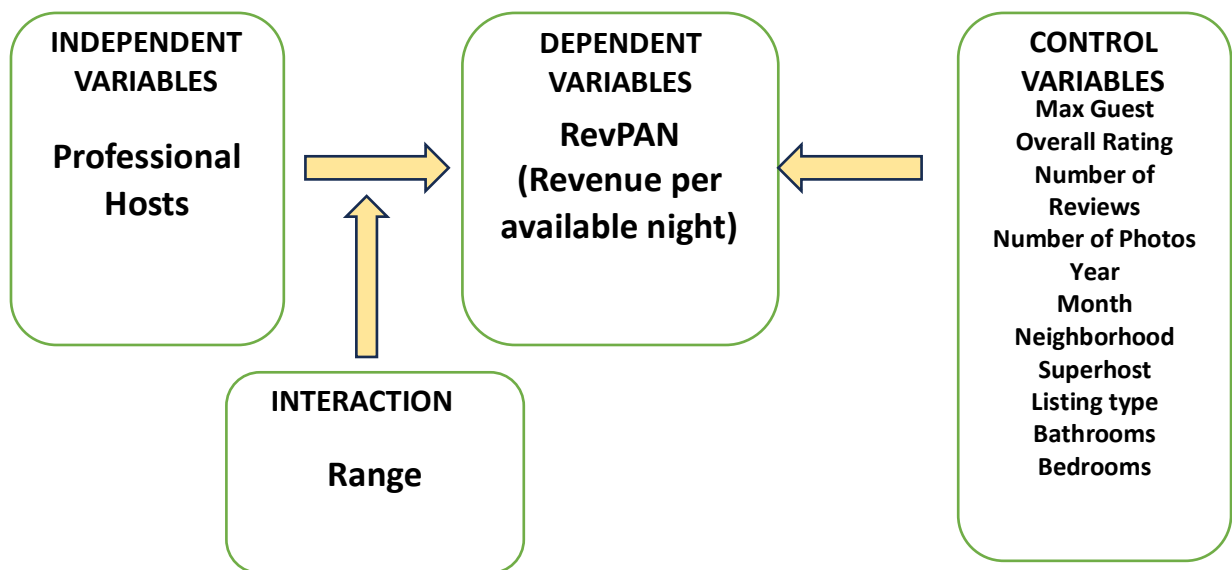 INDEPENDENT
VARIABLES
Professional
Hosts
DEPENDENT
VARIABLES
RevPAN
(Revenue per
available night)
CONTROL
VARIABLES
Max Guest
Overall Rating
Number of
Reviews
Number of Photos
Year
Month
Neighborhood
Superhost
Listing type
Bathrooms
Bedrooms
INTERACTION
Range